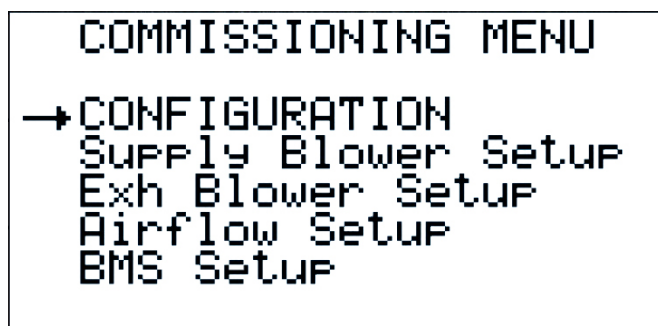 COMMISSIONING MENU
→CONFIGURATION
Supply Blower Setup
Exh Blower Setup
Airflow Setup
BMS Setup